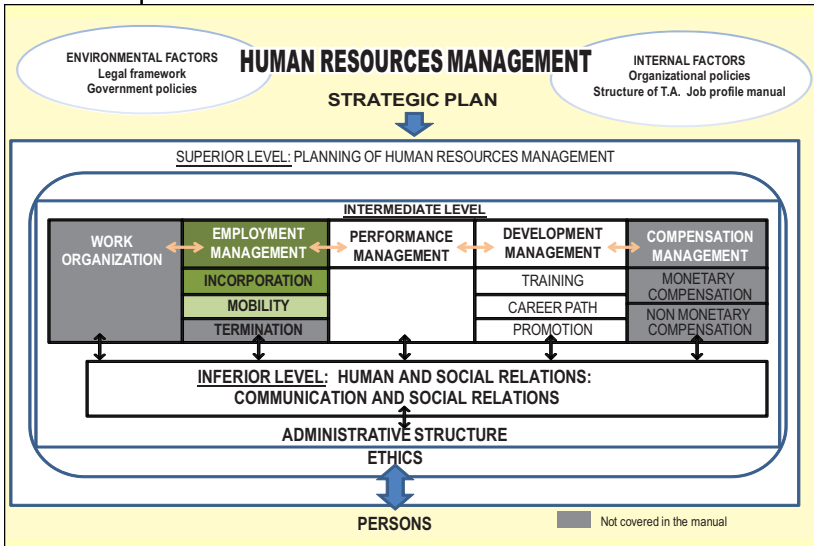 HUMAN RESOURCES MANAGEMENT
ENVIRONMENTAL FACTORS
Legal framework
Government policies
INTERNAL FACTORS
Organizational policies
Structure of T.A. Job profile manual
STRATEGIC PLAN
SUPERIOR LEVEL: PLANNING OF HUMAN RESOURCES MANAGEMENT
INTERMEDIATE LEVEL
WORK
ORGANIZATION
EMPLOYMENT
MANAGEMENT
INCORPORATION
MOBILITY
TERMINATION
PERFORMANCE
MANAGEMENT
DEVELOPMENT
MANAGEMENT
TRAINING
CAREER PATH
PROMOTION
COMPENSATION
MANAGEMENT
MONETARY
COMPENSATION
NON MONETARY
COMPENSATION
INFERIOR LEVEL: HUMAN AND SOCIAL RELATIONS:
COMMUNICATION AND SOCIAL RELATIONS
ADMINISTRATIVE STRUCTURE
ETHICS
PERSONS
Not covered in the manual